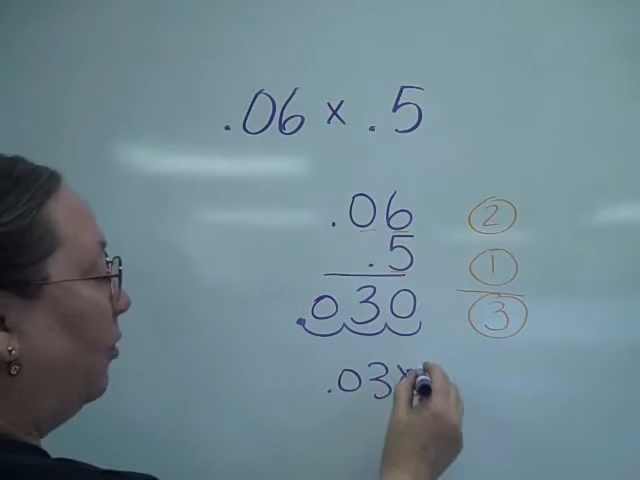 .06 x .5
.06 ②
.5 ①
.030 ③
.03